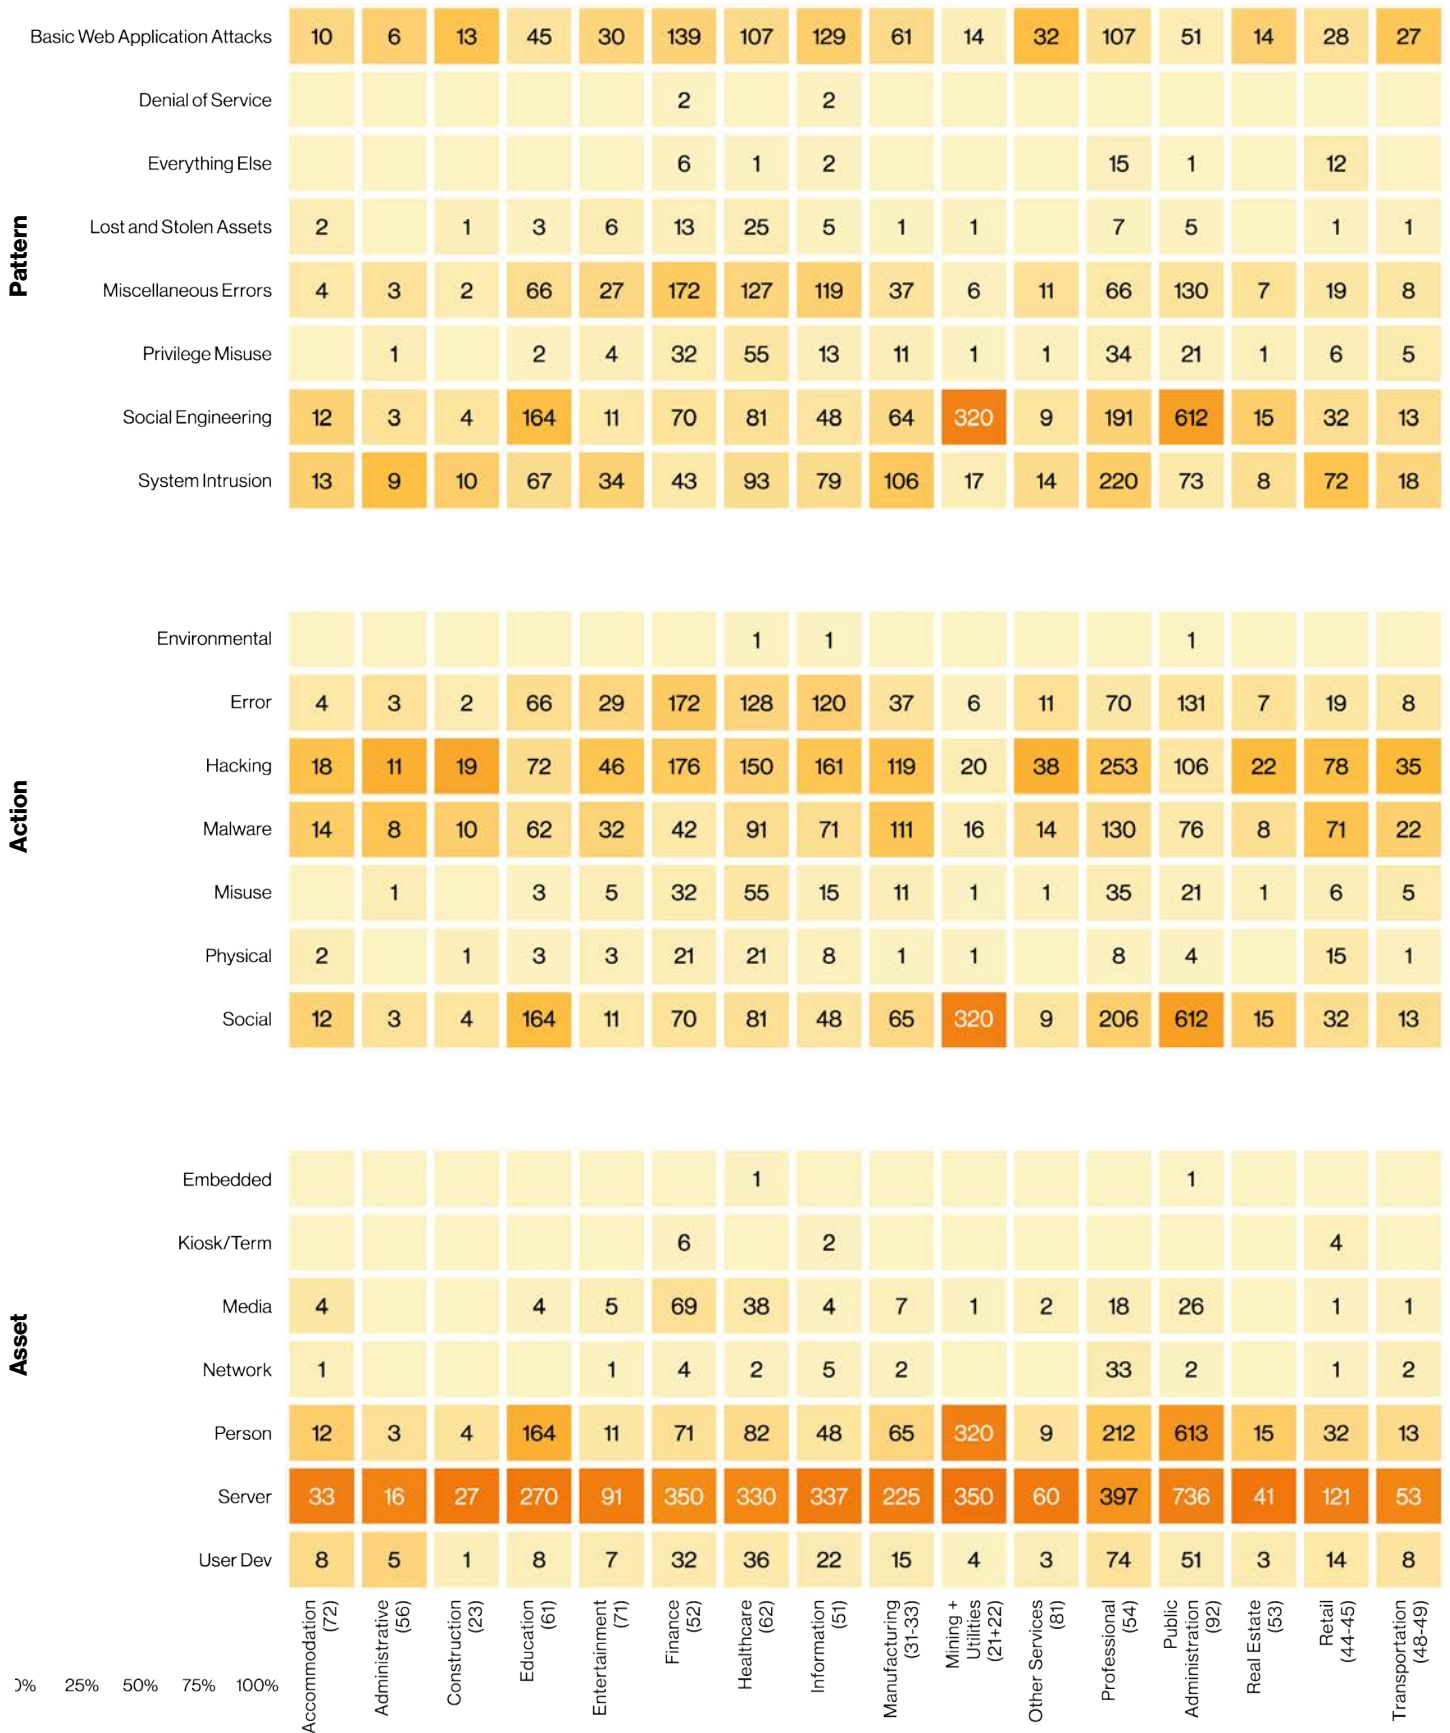 Pattern
Basic Web Application Attacks 10 6 13 45 30 139 107 129 61 14 32 107 51 14 28 27
Denial of Service 2 2
Everything Else 6 1 2 15 1 12
Lost and Stolen Assets 2 1 3 6 13 25 5 1 1 7 5 1 1
Miscellaneous Errors 4 3 2 66 27 172 127 119 37 6 11 66 130 7 19 8
Privilege Misuse 1 2 4 32 55 13 11 1 1 34 21 1 6 5
Social Engineering 12 3 4 164 11 70 81 48 64 320 9 191 612 15 32 13
System Intrusion 13 9 10 67 34 43 93 79 106 17 14 220 73 8 72 18
Action
Environmental 1 1 1
Error 4 3 2 66 29 172 128 120 37 6 11 70 131 7 19 8
Hacking 18 11 19 72 46 176 150 161 119 20 38 253 106 22 78 35
Malware 14 8 10 62 32 42 91 71 111 16 14 130 76 8 71 22
Misuse 1 3 5 32 55 15 11 1 1 35 21 1 6 5
Physical 2 1 3 3 21 21 8 1 1 8 4 15 1
Social 12 3 4 164 11 70 81 48 65 320 9 206 612 15 32 13
Asset
Embedded 1 1
Kiosk/Term 6 2 4
Media 4 4 5 69 38 4 7 1 2 18 26 1 1
Network 1 1 4 2 5 2 33 2 1 2
Person 12 3 4 164 11 71 82 48 65 320 9 212 613 15 32 13
Server 33 16 27 270 91 350 330 337 225 350 60 397 736 41 121 53
User Dev 8 5 1 8 7 32 36 22 15 4 3 74 51 3 14 8
Accommodation
(72)
Administrative
(56)
Construction
(23)
Education
(61)
Entertainment
(71)
Finance
(52)
Healthcare
(62)
Information
(51)
Manufacturing
(31-33)
Mining +
Utilities
(21+22)
Other Services
(81)
Professional
(54)
Public
Administration
(92)
Real Estate
(53)
Retail
(44-45)
Transportation
(48-49)
0% 25% 50% 75% 100%